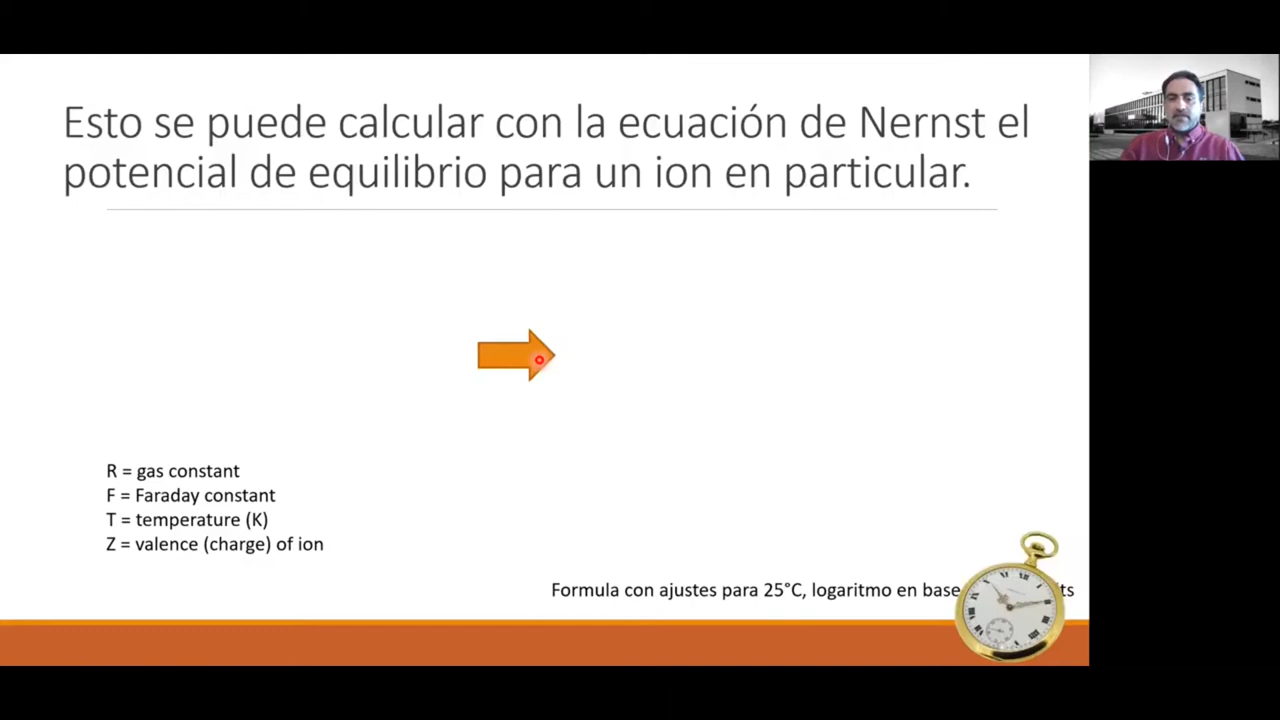 Esto se puede calcular con la ecuación de Nernst el
potencial de equilibrio para un ion en particular.
R = gas constant
F = Faraday constant
T = temperature (K)
Z = valence (charge) of ion
Formula con ajustes para 25°C, logaritmo en base